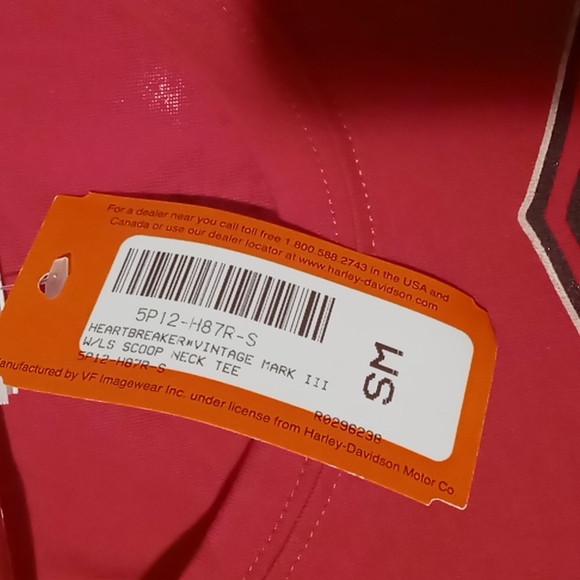 For a dealer near you call toll free 1.800.588.2743 in the USA and
Canada or use our dealer locator at www.harley-davidson.com
5P12-H87R-S
HEARTBREAKER*VINTAGE MARK III
W/LS SCOOP NECK TEE
5P12-H87R-S
SM
R0296298
Manufactured by VF Imagewear Inc. under license from Harley-Davidson Motor Co